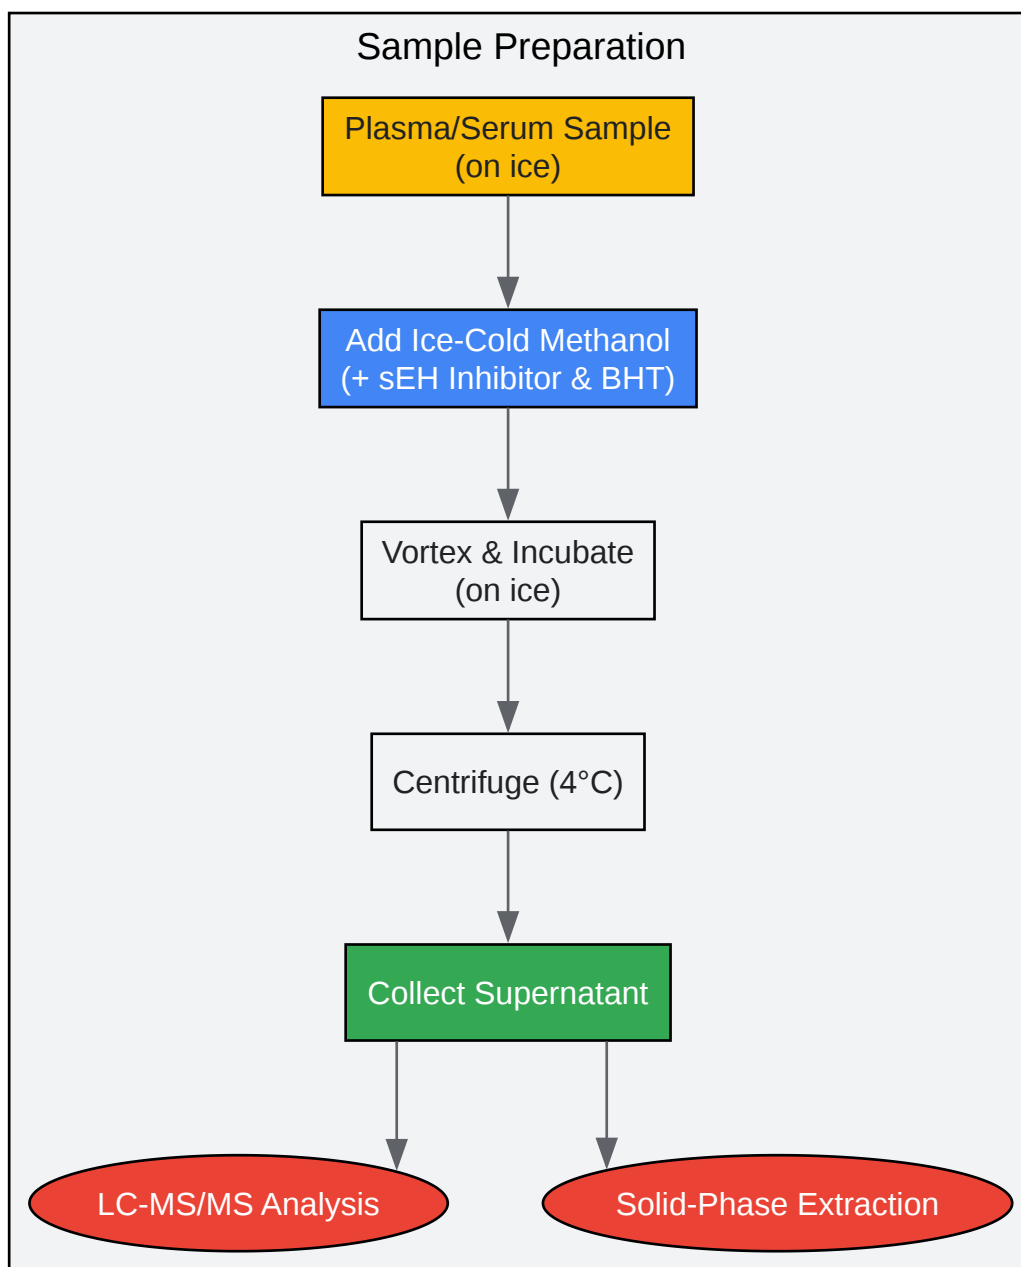 Sample Preparation
Plasma/Serum Sample
(on ice)
Add Ice-Cold Methanol
(+ sEH Inhibitor & BHT)
Vortex & Incubate
(on ice)
Centrifuge (4°C)
Collect Supernatant
LC-MS/MS Analysis
Solid-Phase Extraction